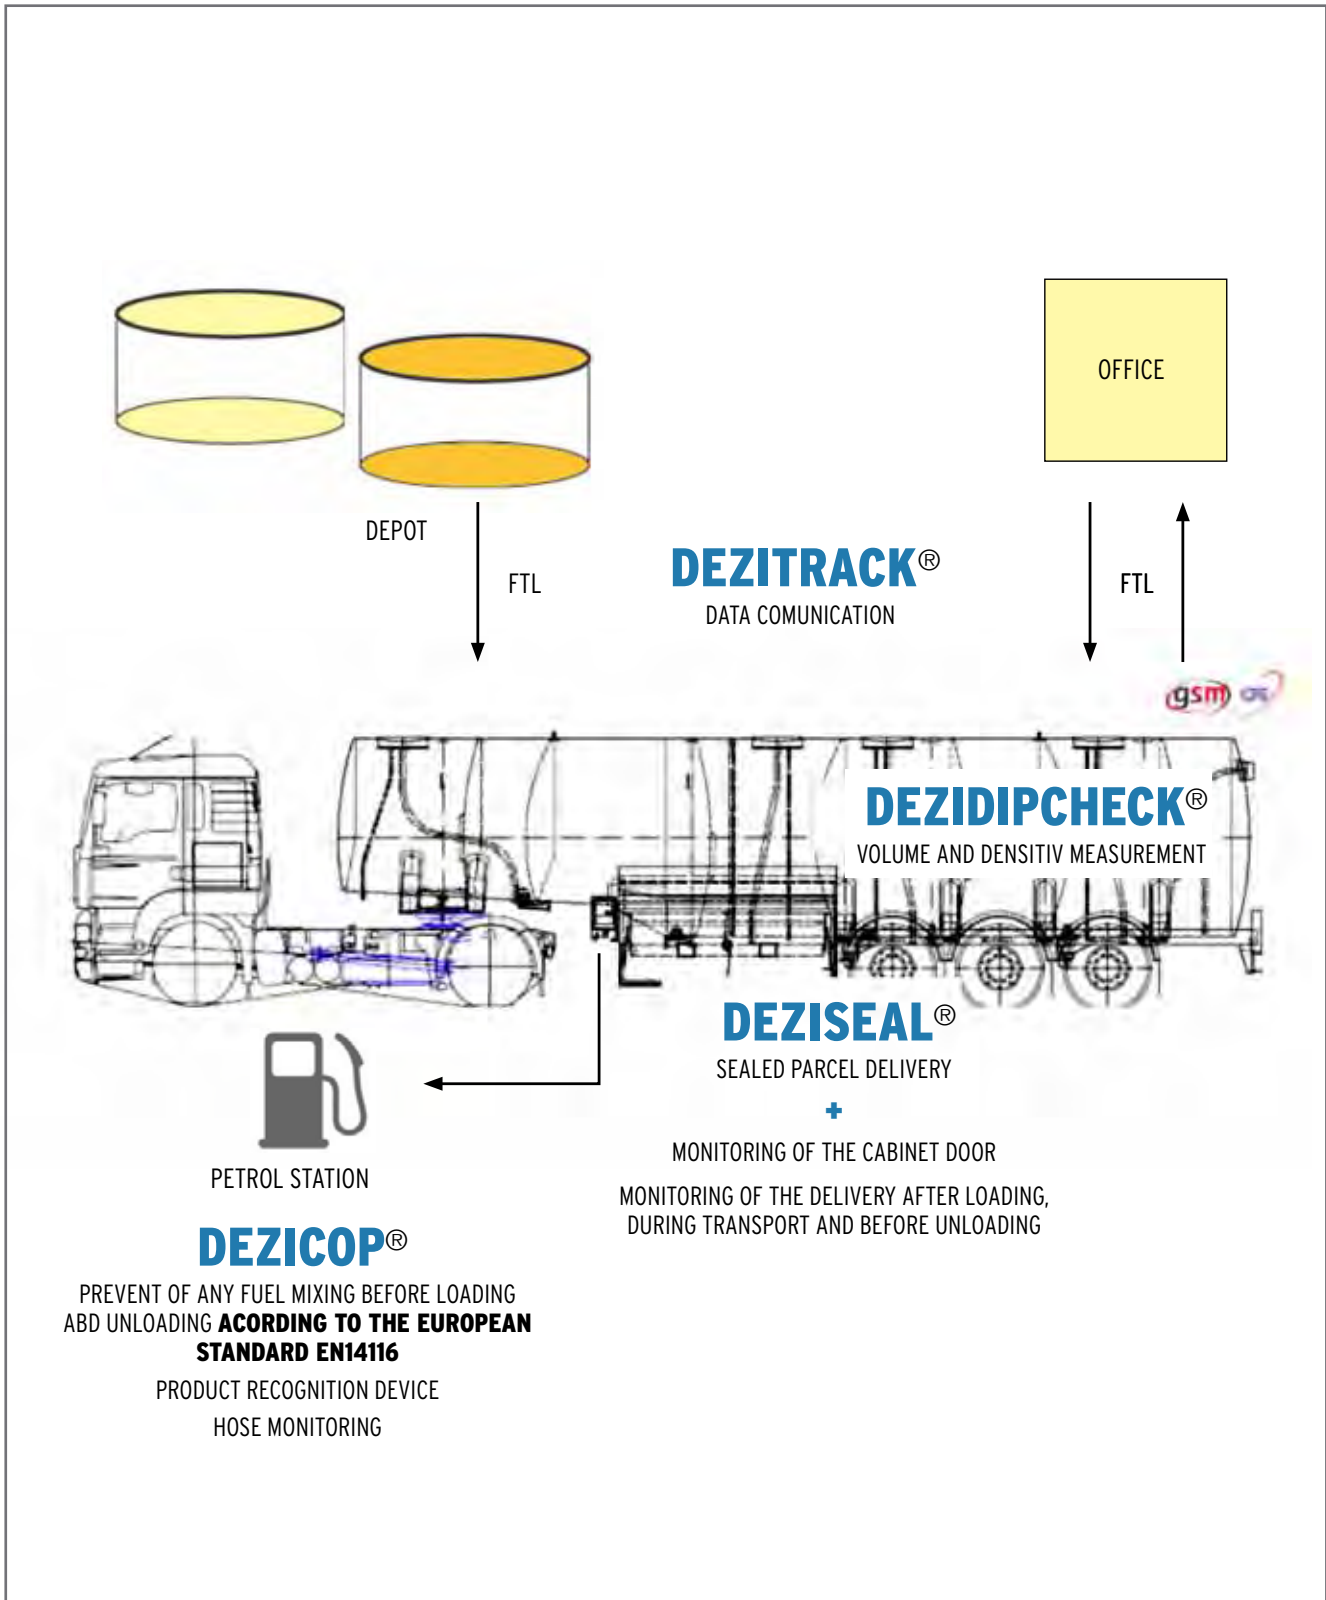 OFFICE
DEPOT
FTL
DEZITRACK®
DATA COMUNICATION
FTL
gsm
DEZIDIPCHECK®
VOLUME AND DENSITIV MEASUREMENT
DEZISEAL®
SEALED PARCEL DELIVERY
+
MONITORING OF THE CABINET DOOR
MONITORING OF THE DELIVERY AFTER LOADING,
DURING TRANSPORT AND BEFORE UNLOADING
PETROL STATION
DEZICOP®
PREVENT OF ANY FUEL MIXING BEFORE LOADING
ABD UNLOADING ACORDING TO THE EUROPEAN
STANDARD EN14116
PRODUCT RECOGNITION DEVICE
HOSE MONITORING